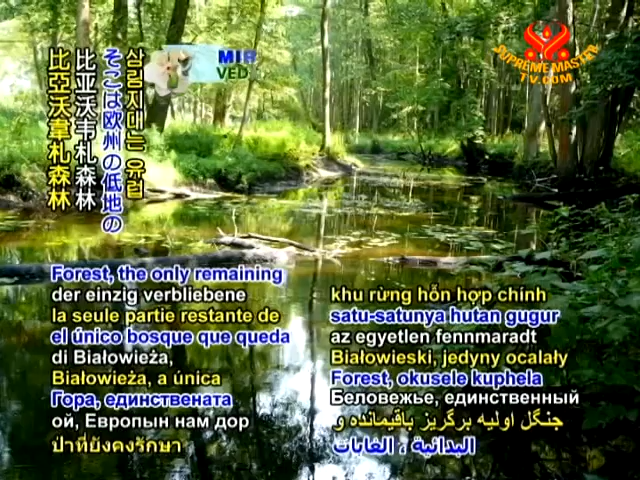 SUPREME MASTER
TV.COM
MIR
VED
比亞沃韋札森林
比亚沃韦札森林
そこは欧州の低地の
삼림지대는 유럽
Forest, the only remaining
der einzig verbliebene
la seule partie restante de
el único bosque que queda
di Białowieża,
Białowieża, a única
Гора, единствената
ой, Европын нам дор
ป่าที่ยังคงรักษา
khu rừng hỗn hợp chính
satu-satunya hutan gugur
az egyetlen fennmaradt
Białowieski, jedyny ocalały
Forest, okusele kuphela
Беловежье, единственный
جنگل اولیه برگریز باقیمانده و
البدائية ، الغابات